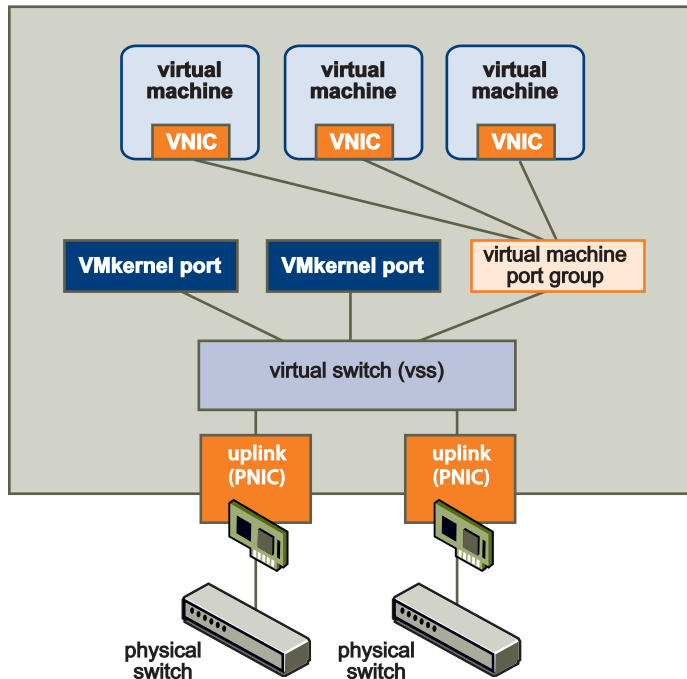 virtual
machine
VNIC
virtual
machine
VNIC
virtual
machine
VNIC
VMkernel port
VMkernel port
virtual machine
port group
virtual switch (vss)
uplink
(PNIC)
uplink
(PNIC)
physical
switch
physical
switch